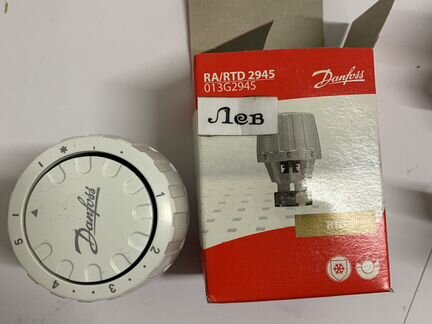 RA/RTD 2945
013G2945
Danfoss
Лев
Danfoss
1
2
3
4
5
I
*